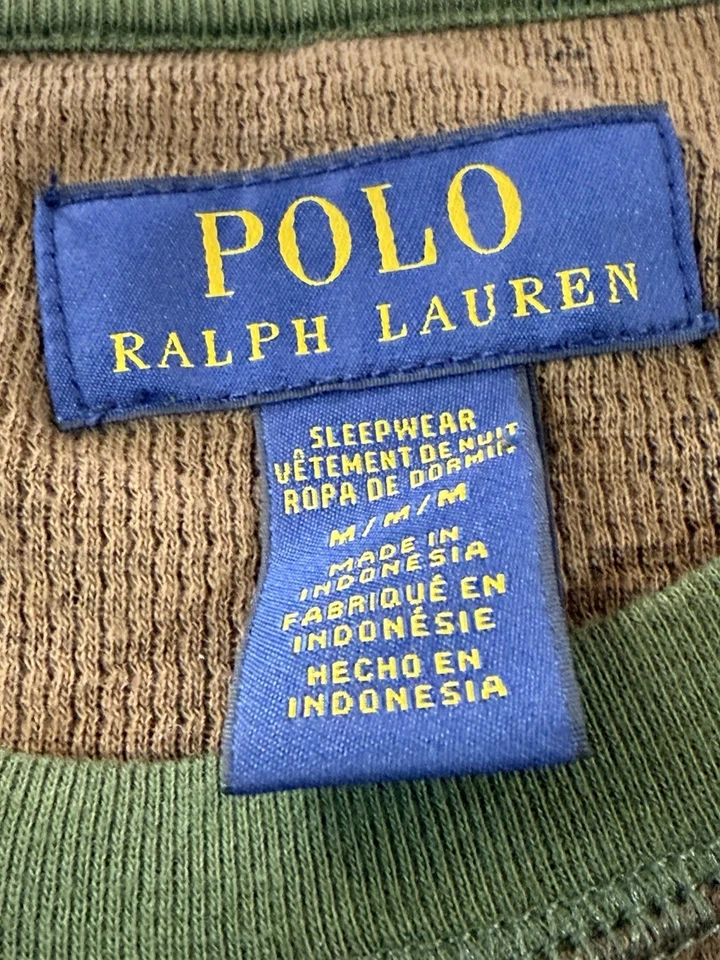 POLO
RALPH LAUREN
SLEEPWEAR
VÊTEMENT DE NUIT
ROPA DE DORMIR
M/M/M
MADE IN
INDONESIA
FABRIQUÉ EN
INDONÉSIE
HECHO EN
INDONESIA